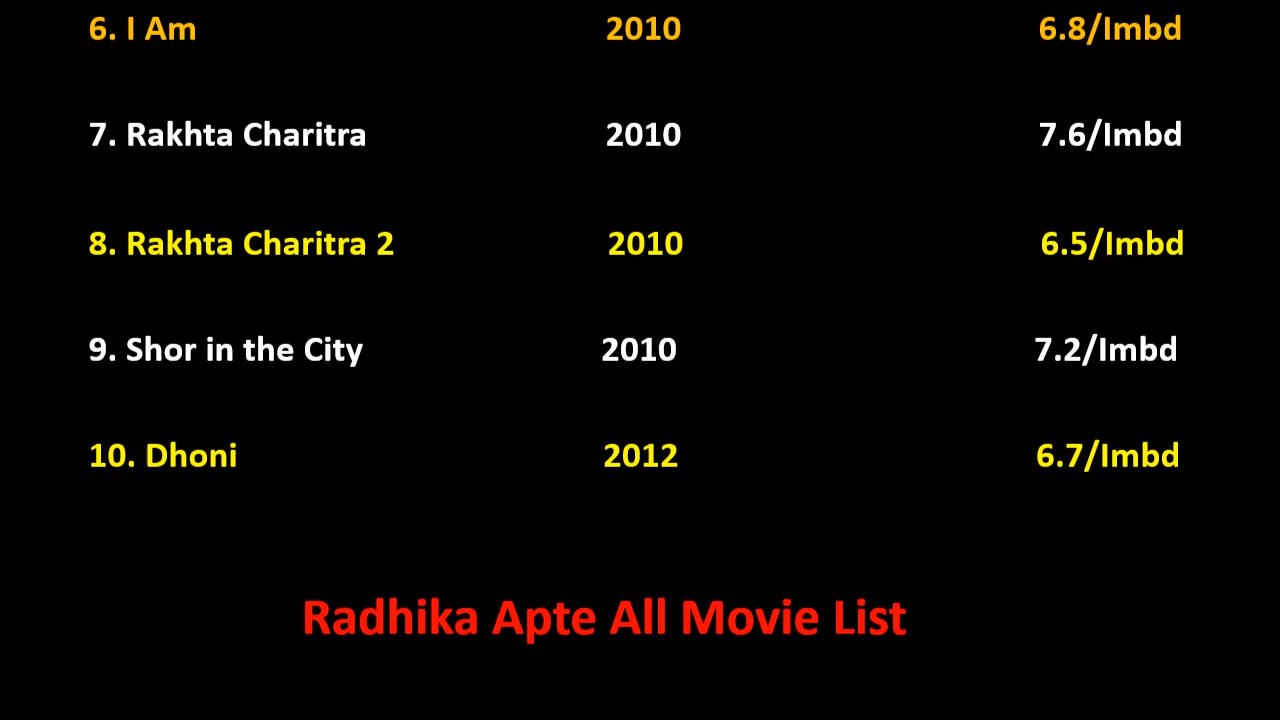 6. I Am 2010 6.8/Imbd
7. Rakhta Charitra 2010 7.6/Imbd
8. Rakhta Charitra 2 2010 6.5/Imbd
9. Shor in the City 2010 7.2/Imbd
10. Dhoni 2012 6.7/Imbd
Radhika Apte All Movie List